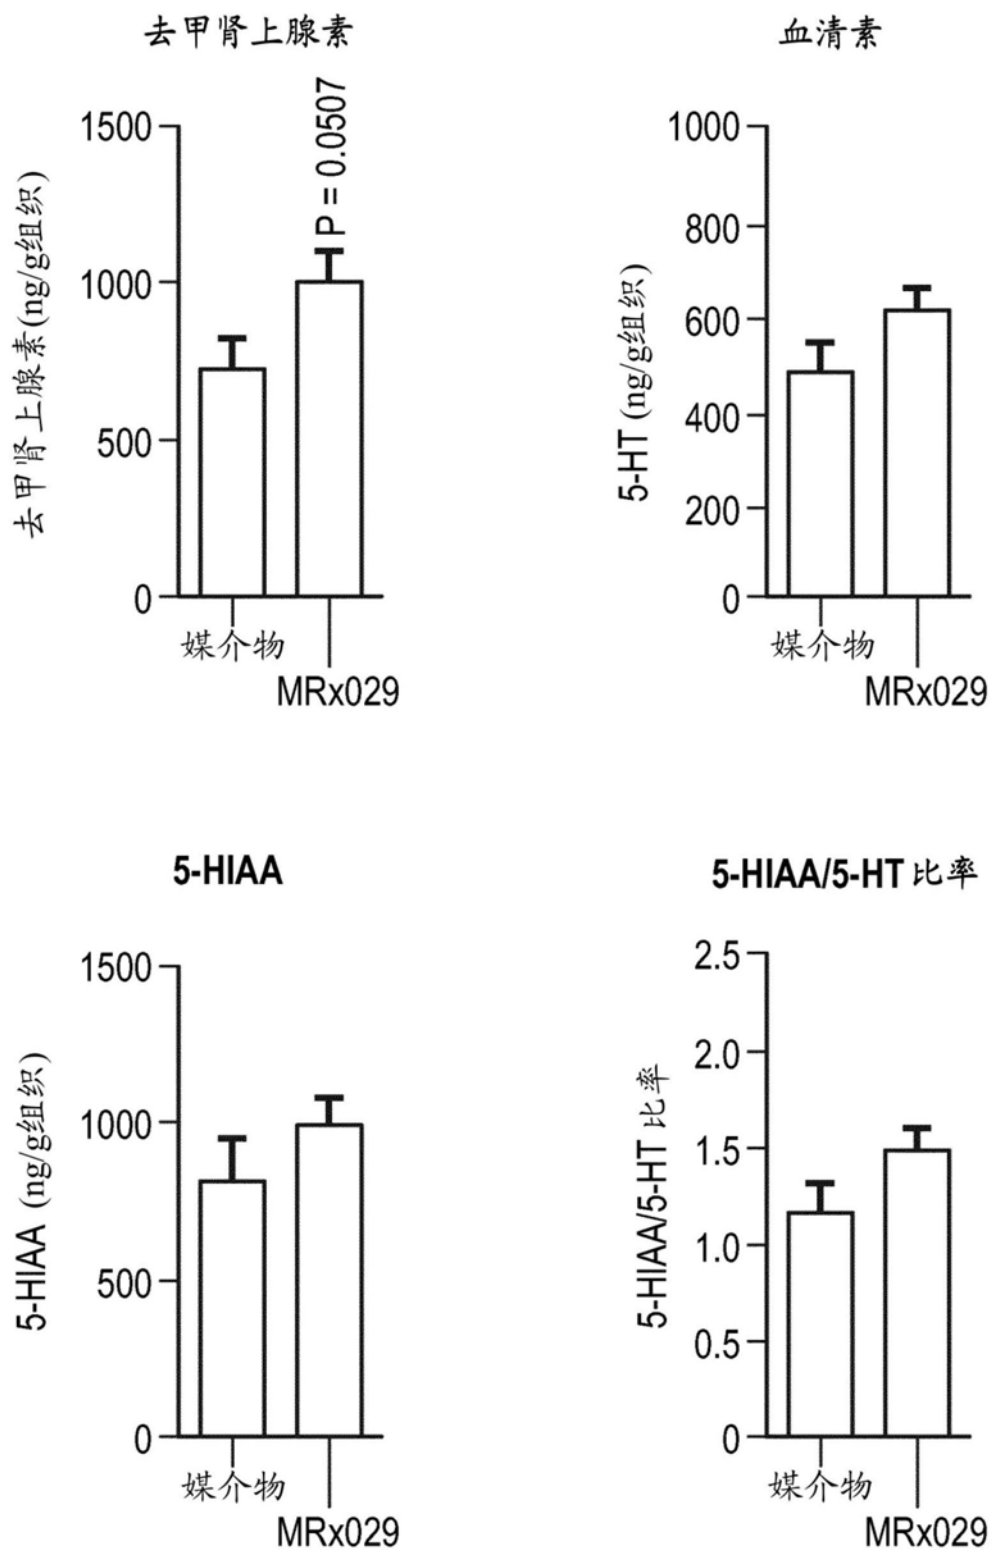 去甲肾上腺素
去甲肾上腺素(ng/g组织)
1500
1000
500
0
P = 0.0507
媒介物
MRx029
血清素
5-HT (ng/g组织)
1000
800
600
400
200
0
媒介物
MRx029
5-HIAA
5-HIAA (ng/g组织)
1500
1000
500
0
媒介物
MRx029
5-HIAA/5-HT 比率
5-HIAA/5-HT 比率
2.5
2.0
1.5
1.0
0.5
0
媒介物
MRx029